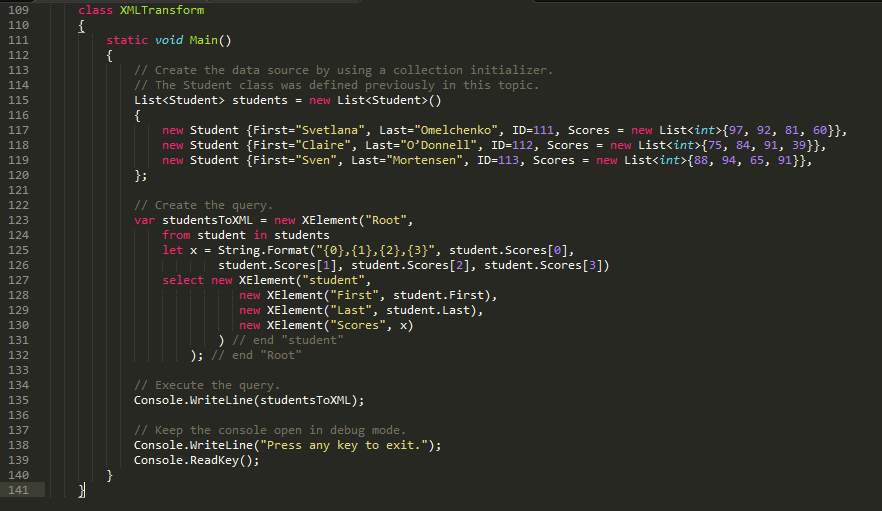 109 class XMLTransform
110 {
111 static void Main()
112 {
113 // Create the data source by using a collection initializer.
114 // The Student class was defined previously in this topic.
115 List<Student> students = new List<Student>()
116 {
117 new Student {First="Svetlana", Last="Omelchenko", ID=111, Scores = new List<int>{97, 92, 81, 60}},
118 new Student {First="Claire", Last="O’Donnell", ID=112, Scores = new List<int>{75, 84, 91, 39}},
119 new Student {First="Sven", Last="Mortensen", ID=113, Scores = new List<int>{88, 94, 65, 91}},
120 };
121
122 // Create the query.
123 var studentsToXML = new XElement("Root",
124 from student in students
125 let x = String.Format("{0},{1},{2},{3}", student.Scores[0],
126 student.Scores[1], student.Scores[2], student.Scores[3])
127 select new XElement("student",
128 new XElement("First", student.First),
129 new XElement("Last", student.Last),
130 new XElement("Scores", x)
131 ) // end "student"
132 ); // end "Root"
133
134 // Execute the query.
135 Console.WriteLine(studentsToXML);
136
137 // Keep the console open in debug mode.
138 Console.WriteLine("Press any key to exit.");
139 Console.ReadKey();
140 }
141 }